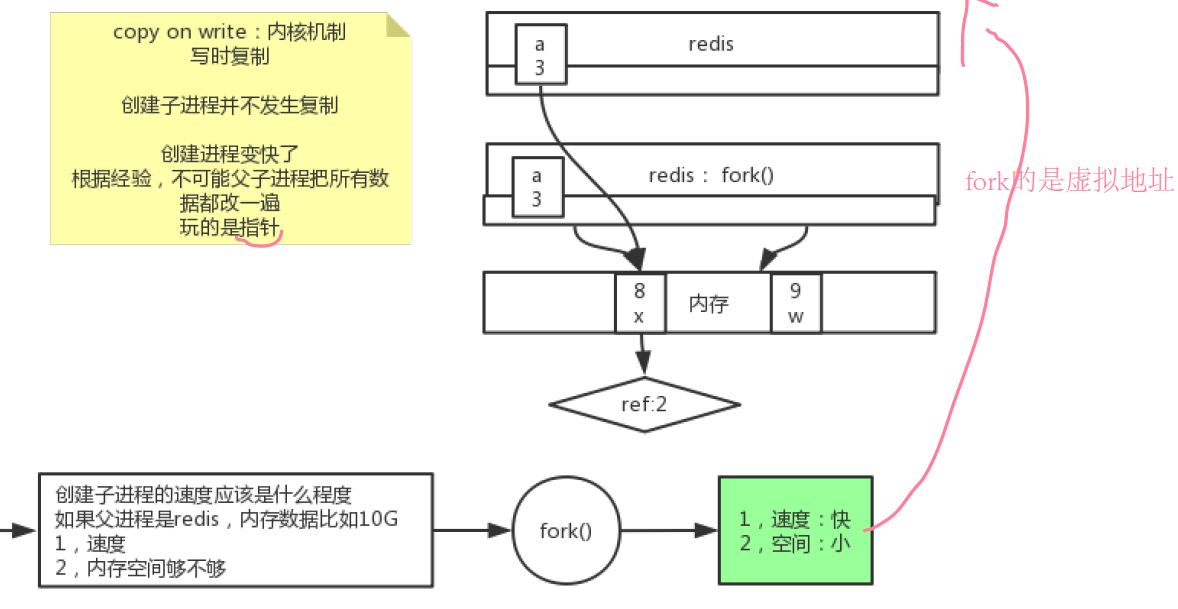 copy on write：内核机制
写时复制
创建子进程并不发生复制
创建进程变快了
根据经验，不可能父子进程把所有数
据都改一遍
玩的是指针
a
3
redis
a
3
redis： fork()
fork的是虚拟地址
8
x
内存
9
w
ref:2
创建子进程的速度应该是什么程度
如果父进程是redis，内存数据比如10G
1，速度
2，内存空间够不够
fork()
1，速度：快
2，空间：小